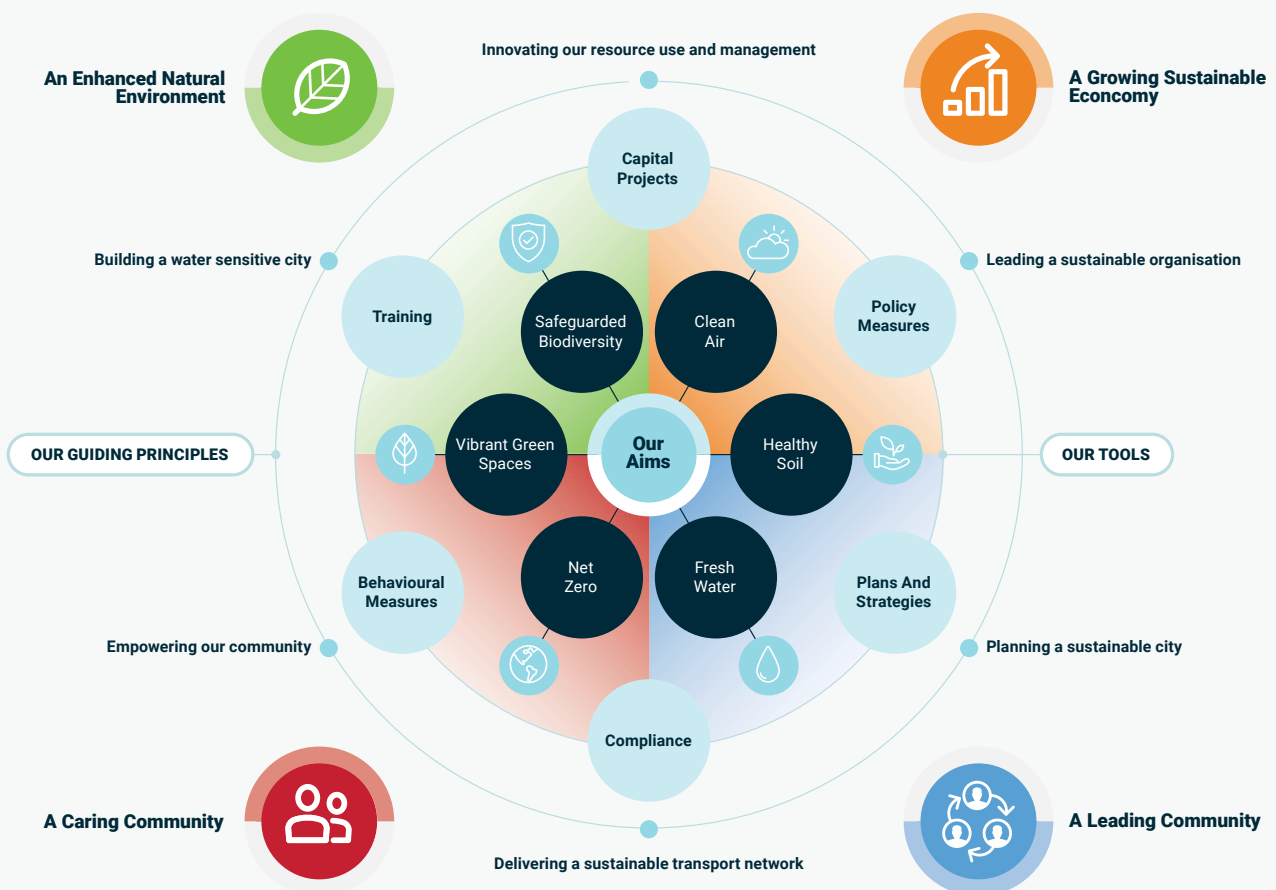 Innovating our resource use and management
An Enhanced Natural
Environment
A Growing Sustainable
Econcomy
Capital
Projects
Building a water sensitive city
Leading a sustainable organisation
Training
Policy
Measures
Safeguarded
Biodiversity
Clean
Air
OUR GUIDING PRINCIPLES
Vibrant Green
Spaces
Our
Aims
Healthy
Soil
OUR TOOLS
Behavioural
Measures
Net
Zero
Fresh
Water
Plans And
Strategies
Empowering our community
Planning a sustainable city
Compliance
A Caring Community
A Leading Community
Delivering a sustainable transport network